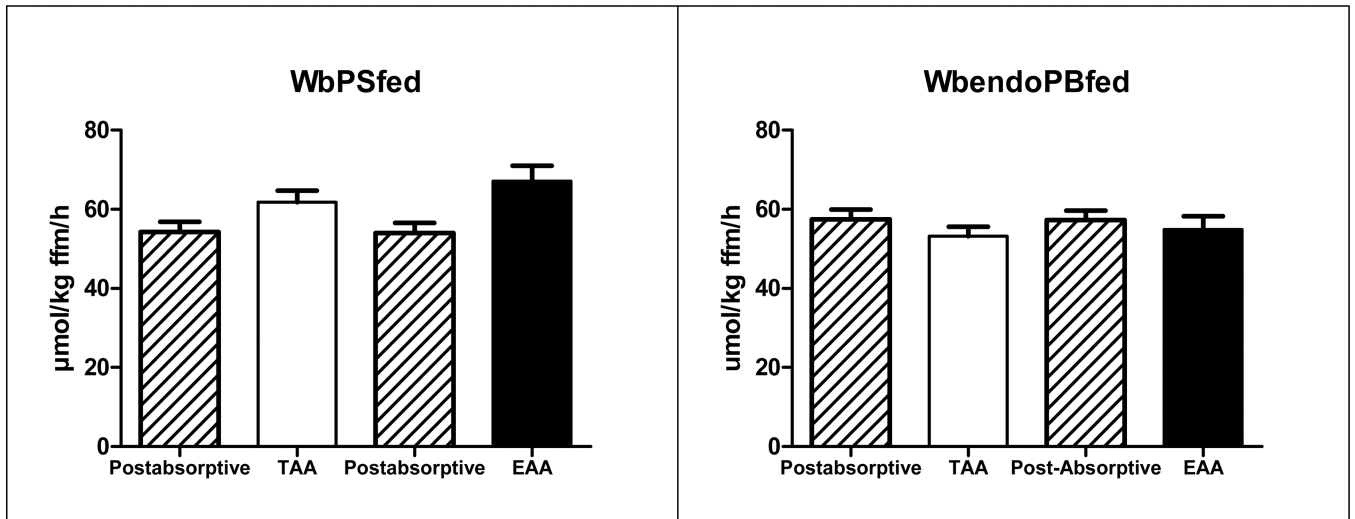 WbPSfed
80
60
40
20
0
µmol/kg ffm/h
Postabsorptive TAA Postabsorptive EAA
WbendoPBfed
80
60
40
20
0
umol/kg ffm/h
Postabsorptive TAA Post-Absorptive EAA